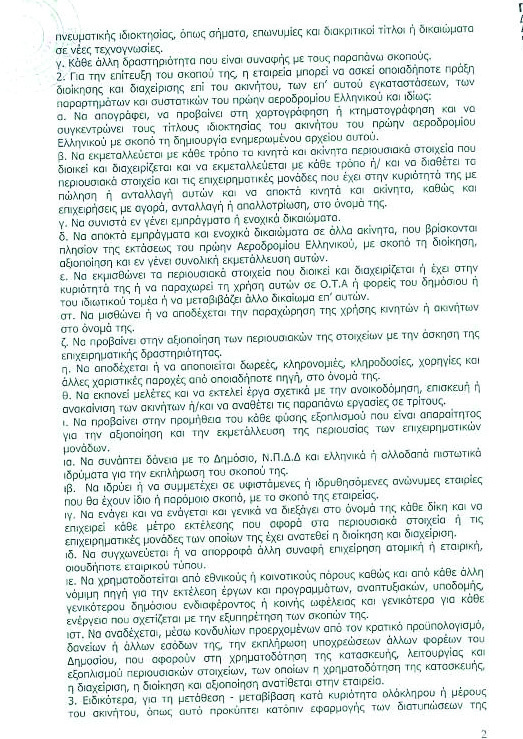 πνευματικής ιδιοκτησίας, όπως σήματα, επωνυμίες και διακριτικοί τίτλοι ή δικαιώματα
σε νέες τεχνογνωσίες.
γ. Κάθε άλλη δραστηριότητα που είναι συναφής με τους παραπάνω σκοπούς.
2. Για την επίτευξη του σκοπού της, η εταιρεία μπορεί να ασκεί οποιαδήποτε πράξη
διοίκησης και διαχείρισης επί του ακινήτου, των επ' αυτού εγκαταστάσεων, των
παραρτημάτων και συστατικών του πρώην αεροδρομίου Ελληνικού και ιδίως:
α. Να απογράφει, να προβαίνει στη χαρτογράφηση ή κτηματογράφηση και να
συγκεντρώνει τους τίτλους ιδιοκτησίας του ακινήτου του πρώην αεροδρομίου
Ελληνικού με σκοπό τη δημιουργία ενημερωμένου αρχείου αυτού.
β. Να εκμεταλλεύεται με κάθε τρόπο τα κινητά και ακίνητα περιουσιακά στοιχεία που
διοικεί και διαχειρίζεται και να εκμεταλλεύεται με κάθε τρόπο ή/ και να διαθέτει τα
περιουσιακά στοιχεία και τις επιχειρηματικές μονάδες που έχει στην κυριότητά της με
πώληση ή ανταλλαγή αυτών και να αποκτά κινητά και ακίνητα, καθώς και
επιχειρήσεις με αγορά, ανταλλαγή ή απαλλοτρίωση, στο όνομά της.
γ. Να συνιστά εν γένει εμπράγματα ή ενοχικά δικαιώματα.
δ. Να αποκτά εμπράγματα και ενοχικά δικαιώματα σε άλλα ακίνητα, που βρίσκονται
πλησίον της εκτάσεως του πρώην Αεροδρομίου Ελληνικού, με σκοπό τη διοίκηση,
αξιοποίηση και εν γένει συνολική εκμετάλλευση αυτών.
ε. Να εκμισθώνει τα περιουσιακά στοιχεία που διοικεί και διαχειρίζεται ή έχει στην
κυριότητά της ή να παραχωρεί τη χρήση αυτών σε Ο.Τ.Α ή φορείς του δημόσιου ή
του ιδιωτικού τομέα ή να μεταβιβάζει άλλο δικαίωμα επ' αυτών.
στ. Να μισθώνει ή να αποδέχεται την παραχώρηση της χρήσης κινητών ή ακινήτων
στο όνομά της.
ζ. Να προβαίνει στην αξιοποίηση των περιουσιακών της στοιχείων με την άσκηση της
επιχειρηματικής δραστηριότητας.
η. Να αποδέχεται ή να αποποιείται δωρεές, κληρονομιές, κληροδοσίες, χορηγίες και
άλλες χαριστικές παροχές από οποιαδήποτε πηγή, στο όνομά της.
θ. Να εκπονεί μελέτες και να εκτελεί έργα σχετικά με την ανοικοδόμηση, επισκευή ή
ανακαίνιση των ακινήτων ή/και να αναθέτει τις παραπάνω εργασίες σε τρίτους.
ι. Να προβαίνει στην προμήθεια του κάθε φύσης εξοπλισμού που είναι απαραίτητος
για την αξιοποίηση και την εκμετάλλευση της περιουσίας των επιχειρηματικών
μονάδων.
ια. Να συνάπτει δάνεια με το Δημόσιο, Ν.Π.Δ.Δ και ελληνικά ή αλλοδαπά πιστωτικά
ιδρύματα για την εκπλήρωση του σκοπού της.
ιβ. Να ιδρύει ή να συμμετέχει σε υφιστάμενες ή ιδρυθησόμενες ανώνυμες εταιρίες
που θα έχουν ίδιο ή παρόμοιο σκοπό, με το σκοπό της εταιρείας.
ιγ. Να ενάγει και να ενάγεται και γενικά να διεξάγει στο όνομά της κάθε δίκη και να
επιχειρεί κάθε μέτρο εκτέλεσης που αφορά στα περιουσιακά στοιχεία ή τις
επιχειρηματικές μονάδες των οποίων της έχει ανατεθεί η διοίκηση και διαχείριση.
ιδ. Να συγχωνεύεται ή να απορροφά άλλη συναφή επιχείρηση ατομική ή εταιρική,
οιουδήποτε εταιρικού τύπου.
ιε. Να χρηματοδοτείται από εθνικούς ή κοινοτικούς πόρους καθώς και από κάθε άλλη
νόμιμη πηγή για την εκτέλεση έργων και προγραμμάτων, αναπτυξιακών, υποδομής,
γενικότερου δημόσιου ενδιαφέροντος ή κοινής ωφέλειας και γενικότερα για κάθε
ενέργεια που σχετίζεται με την εξυπηρέτηση των σκοπών της.
ιστ. Να αναδέχεται, μέσω κονδυλίων προερχομένων από τον κρατικό προϋπολογισμό,
δανείων ή άλλων εσόδων της, την εκπλήρωση υποχρεώσεων άλλων φορέων του
Δημοσίου, που αφορούν στη χρηματοδότηση της κατασκευής, λειτουργίας και
εξοπλισμού περιουσιακών στοιχείων, των οποίων η χρηματοδότηση της κατασκευής,
η διαχείριση, η διοίκηση και αξιοποίηση ανατίθεται στην εταιρεία.
3. Ειδικότερα, για τη μετάθεση - μεταβίβαση κατά κυριότητα ολόκληρου ή μέρους
του ακινήτου, όπως αυτό προκύπτει κατόπιν εφαρμογής των διατυπώσεων της
2